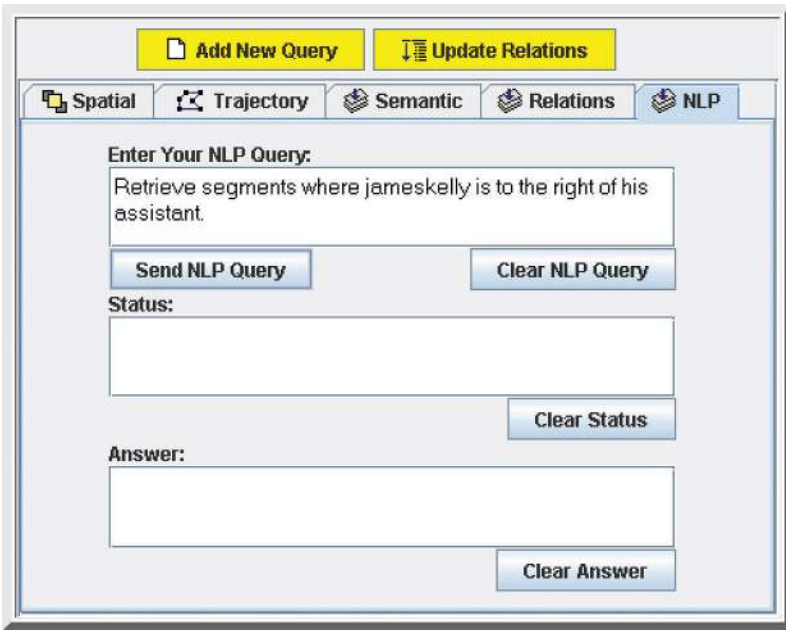 Add New Query Update Relations
Spatial Trajectory Semantic Relations NLP
Enter Your NLP Query:
Retrieve segments where jameskelly is to the right of his
assistant.
Send NLP Query Clear NLP Query
Status:
Clear Status
Answer:
Clear Answer